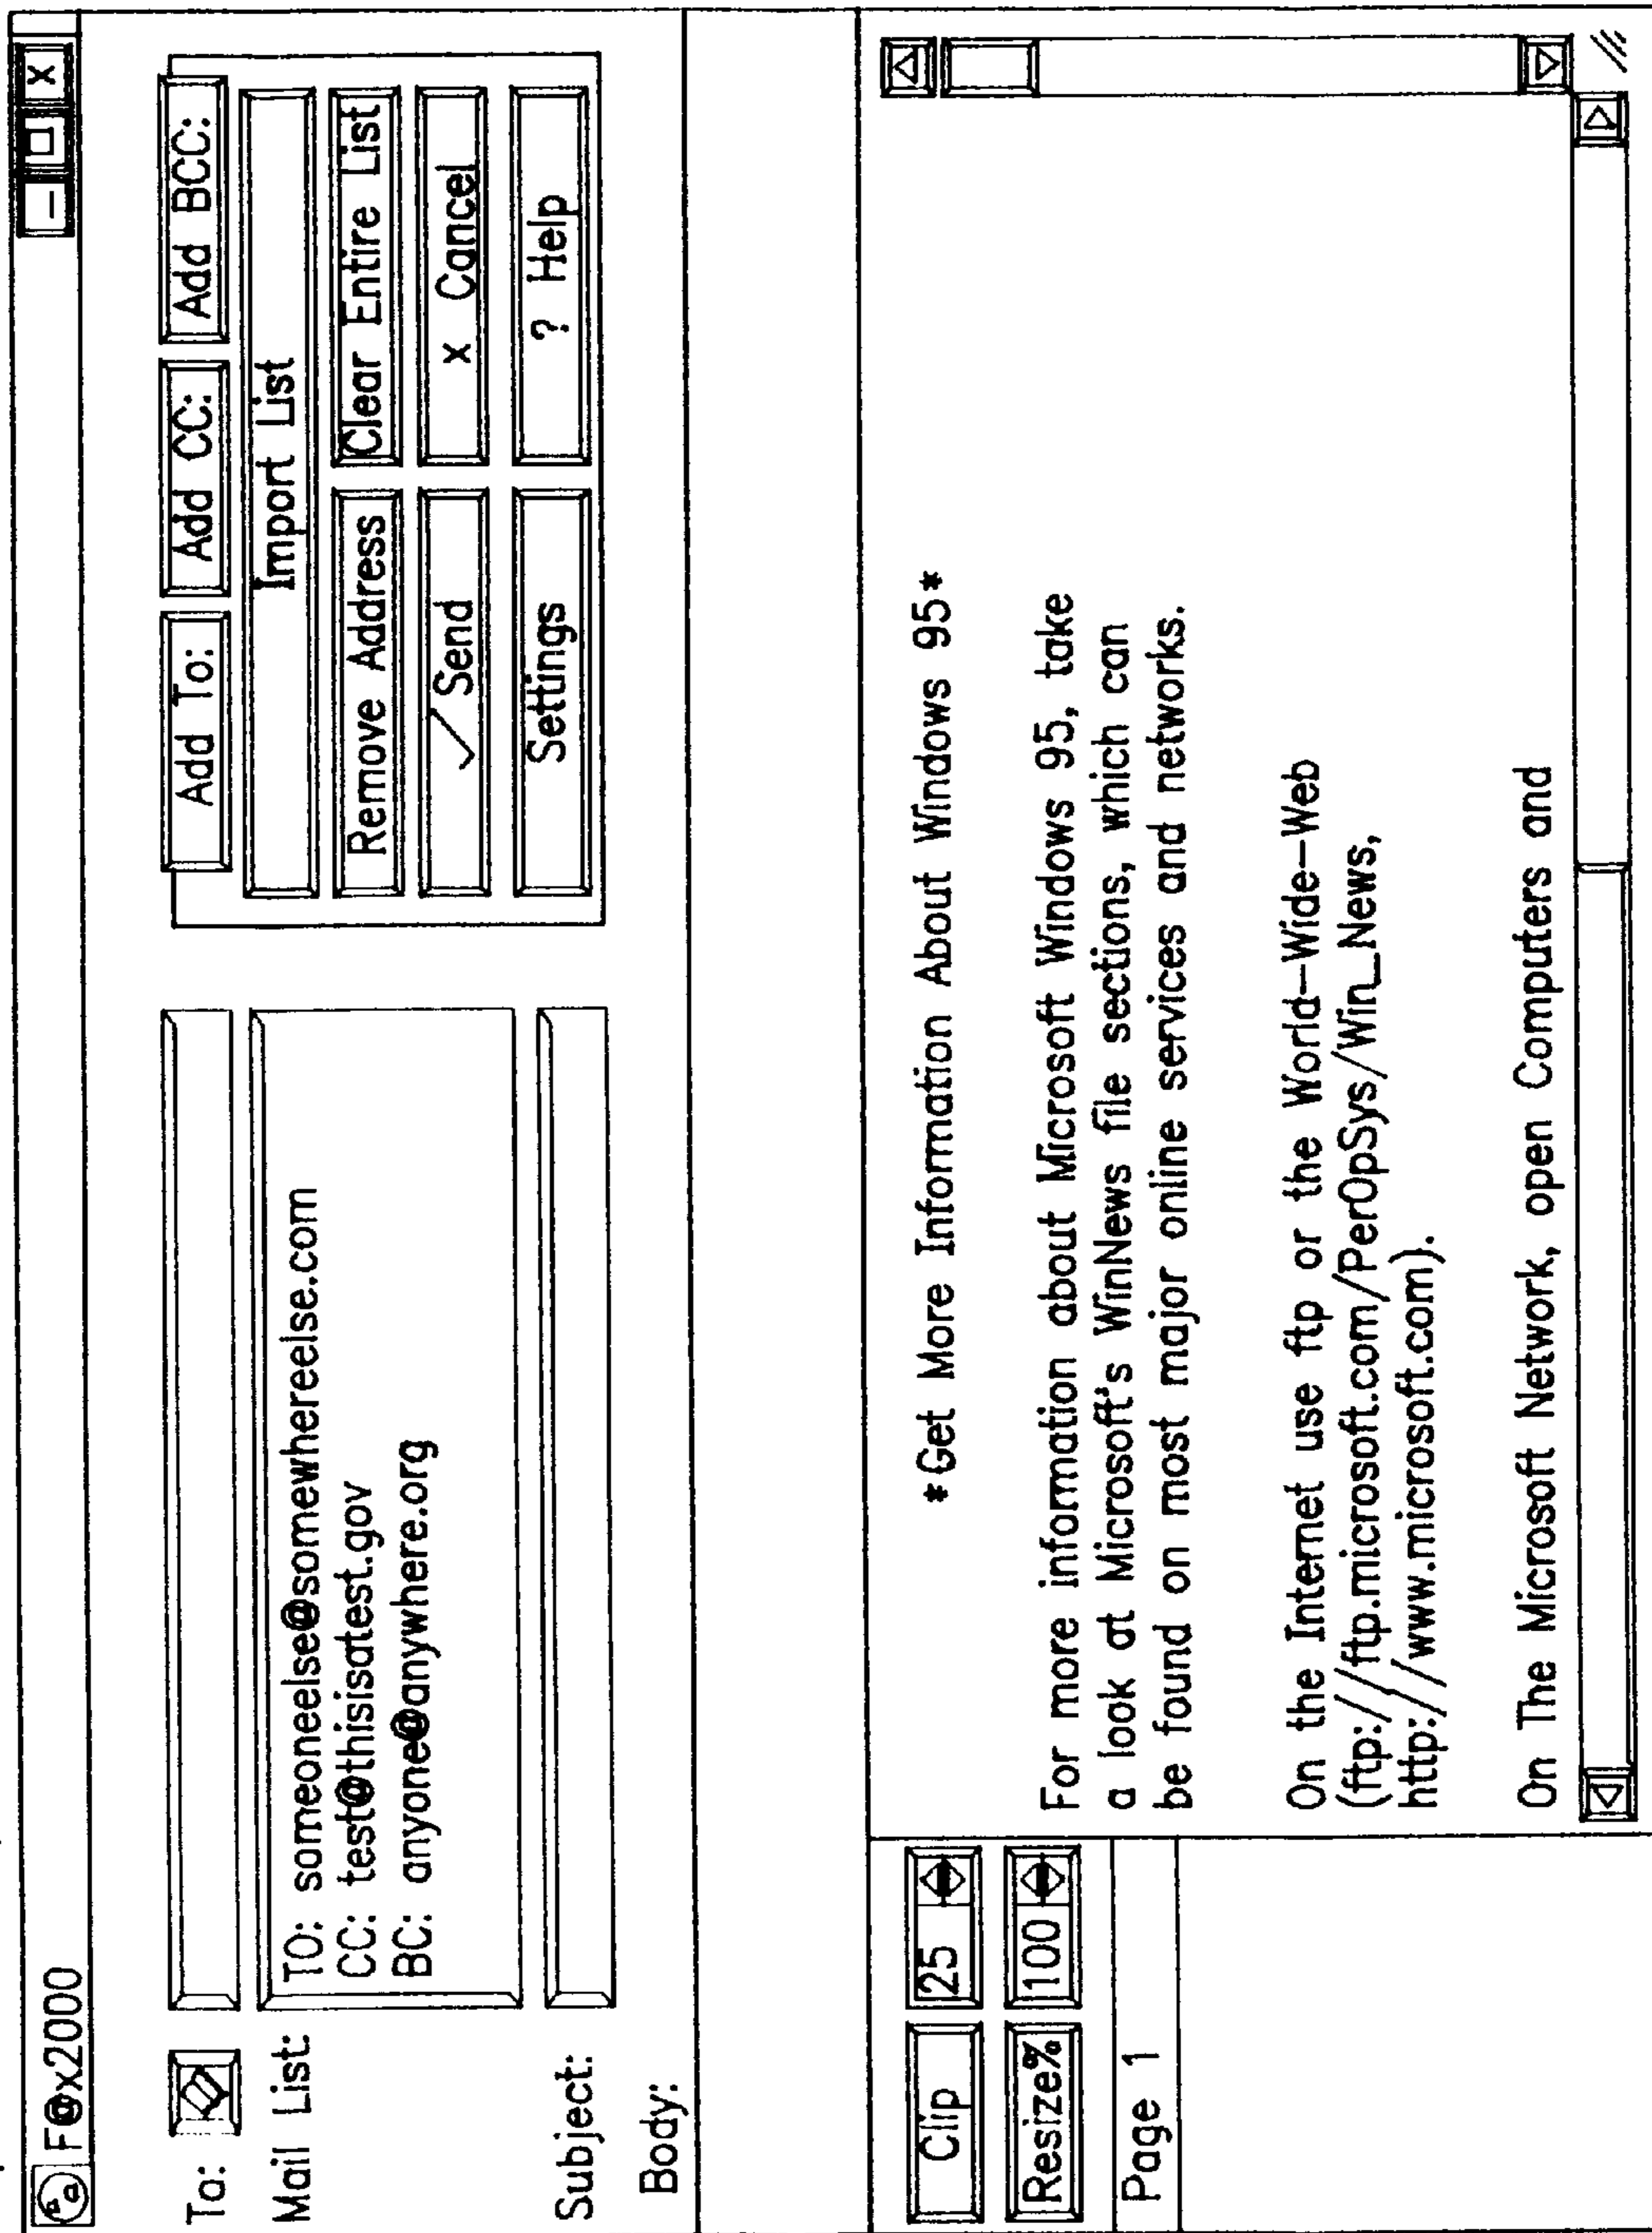 F@x2000
To:
Add To: Add CC: Add BCC:
Mail List:
TO: someoneelse@somewhereelse.com
CC: test@thisisatest.gov
BC: anyone@anywhere.org
Import List
Remove Address Clear Entire List
✓ Send x Cancel
Settings ? Help
Subject:
Body:
Clip 25
Resize% 100
Page 1
*Get More Information About Windows 95*
For more information about Microsoft Windows 95, take
a look at Microsoft's WinNews file sections, which can
be found on most major online services and networks.
On the Internet use ftp or the World-Wide-Web
(ftp://ftp.microsoft.com/PerOpSys/Win_News,
http://www.microsoft.com).
On The Microsoft Network, open Computers and